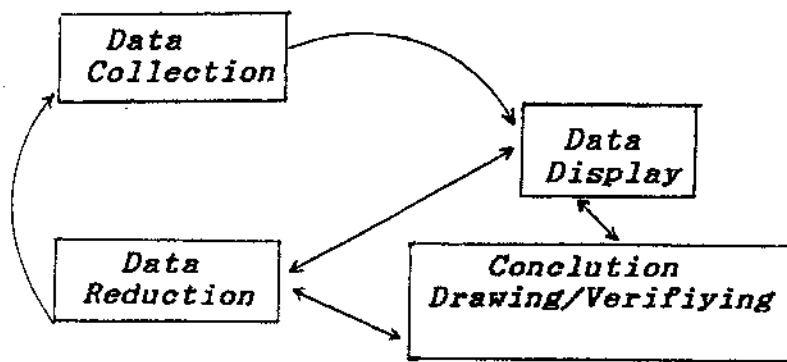 Data
Collection
Data
Display
Data
Reduction
Conclution
Drawing/Verifiying